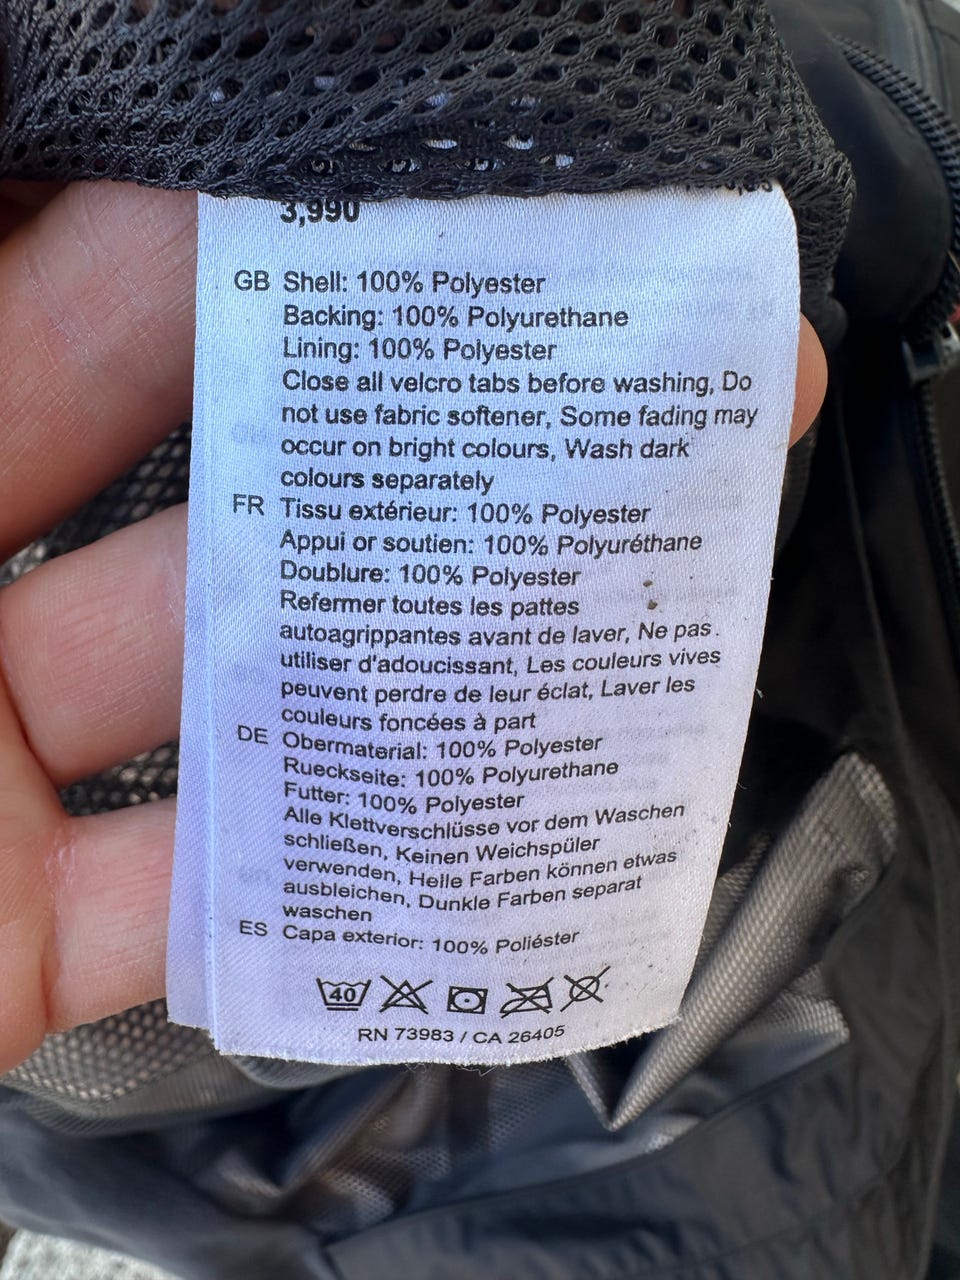 3,990
GB Shell: 100% Polyester
Backing: 100% Polyurethane
Lining: 100% Polyester
Close all velcro tabs before washing, Do
not use fabric softener, Some fading may
occur on bright colours, Wash dark
colours separately
FR Tissu extérieur: 100% Polyester
Appui or soutien: 100% Polyuréthane
Doublure: 100% Polyester
Refermer toutes les pattes
autoagrippantes avant de laver, Ne pas
utiliser d'adoucissant, Les couleurs vives
peuvent perdre de leur éclat, Laver les
couleurs foncées à part
DE Obermaterial: 100% Polyester
Rueckseite: 100% Polyurethane
Futter: 100% Polyester
Alle Klettverschlüsse vor dem Waschen
schließen, Keinen Weichspüler
verwenden, Helle Farben können etwas
ausbleichen, Dunkle Farben separat
waschen
ES Capa exterior: 100% Poliéster
40
RN 73983 / CA 26405